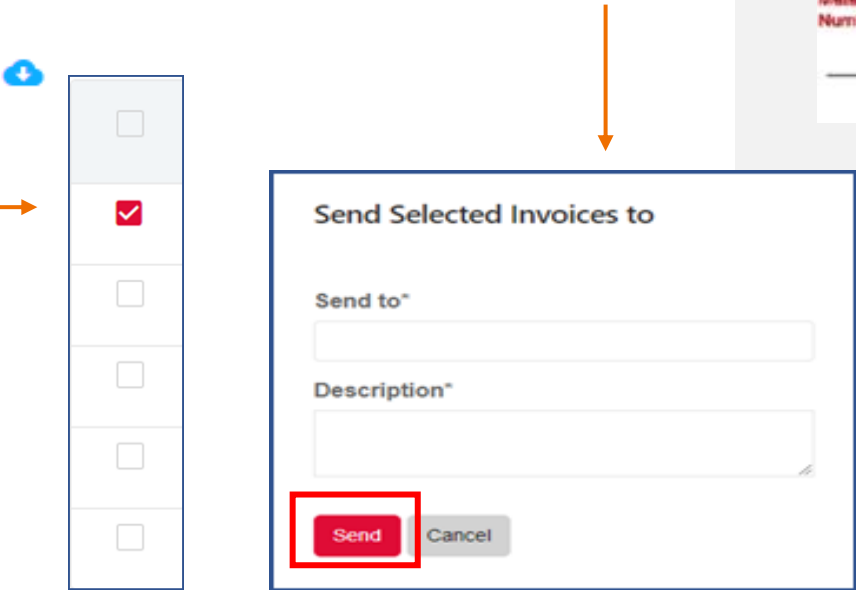 Send Selected Invoices to
Send to*
Description*
Send
Cancel